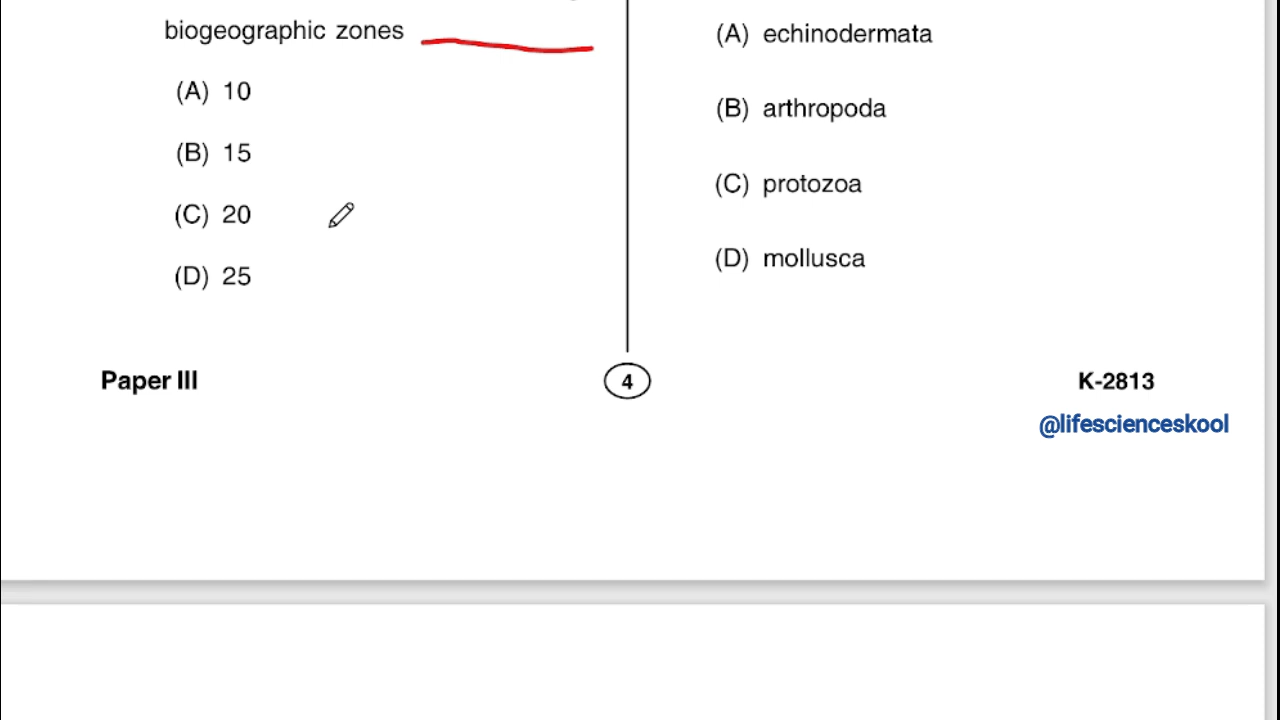 biogeographic zones
(A) 10
(B) 15
(C) 20
(D) 25
(A) echinodermata
(B) arthropoda
(C) protozoa
(D) mollusca
Paper III
4
K-2813
@lifescienceskool